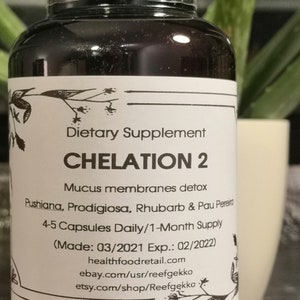 Dietary Supplement
CHELATION 2
Mucus membranes detox
Pushiana, Prodigiosa, Rhubarb & Pau Pereira
4-5 Capsules Daily/1-Month Supply
(Made: 03/2021 Exp.: 02/2022)
healthfoodretail.com
ebay.com/usr/reefgekko
etsy.com/shop/Reefgekko